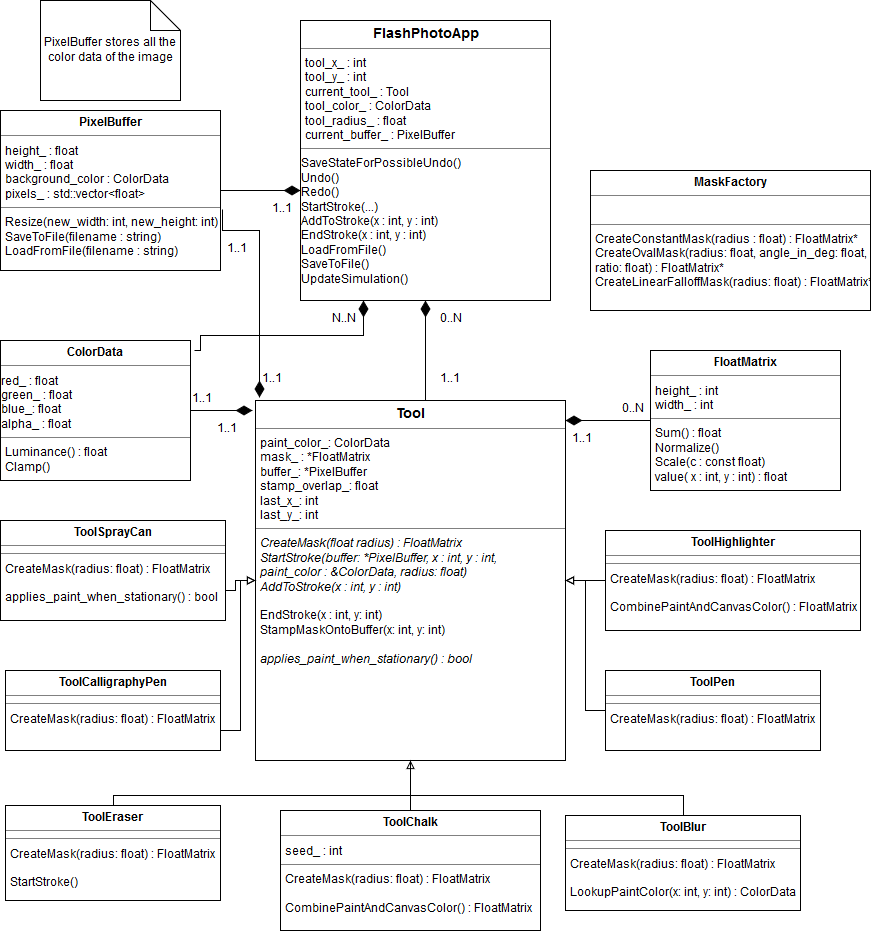 PixelBuffer stores all the
color data of the image
FlashPhotoApp
tool_x_ : int
tool_y_ : int
current_tool_ : Tool
tool_color_ : ColorData
tool_radius_ : float
current_buffer_ : PixelBuffer
SaveStateForPossibleUndo()
Undo()
Redo()
StartStroke(...)
AddToStroke(x : int, y : int)
EndStroke(x : int, y : int)
LoadFromFile()
SaveToFile()
UpdateSimulation()
PixelBuffer
height_ : float
width_ : float
background_color : ColorData
pixels_ : std::vector<float>
Resize(new_width: int, new_height: int)
SaveToFile(filename : string)
LoadFromFile(filename : string)
1..1
1..1
MaskFactory
CreateConstantMask(radius : float) : FloatMatrix*
CreateOvalMask(radius: float, angle_in_deg: float,
ratio: float) : FloatMatrix*
CreateLinearFalloffMask(radius: float) : FloatMatrix*
N..N
0..N
ColorData
red_ : float
green_ : float
blue_: float
alpha_ : float
Luminance() : float
Clamp()
1..1
1..1
1..1
1..1
FloatMatrix
height_ : int
width_ : int
Sum() : float
Normalize()
Scale(c : const float)
value( x : int, y : int) : float
0..N
1..1
Tool
paint_color_: ColorData
mask_ : *FloatMatrix
buffer_: *PixelBuffer
stamp_overlap_: float
last_x_: int
last_y_: int
CreateMask(float radius) : FloatMatrix
StartStroke(buffer: *PixelBuffer, x : int, y : int,
paint_color : &ColorData, radius: float)
AddToStroke(x : int, y : int)
EndStroke(x : int, y: int)
StampMaskOntoBuffer(x: int, y: int)
applies_paint_when_stationary() : bool
ToolSprayCan
CreateMask(radius: float) : FloatMatrix
applies_paint_when_stationary() : bool
ToolHighlighter
CreateMask(radius: float) : FloatMatrix
CombinePaintAndCanvasColor() : FloatMatrix
ToolCalligraphyPen
CreateMask(radius: float) : FloatMatrix
ToolPen
CreateMask(radius: float) : FloatMatrix
ToolEraser
CreateMask(radius: float) : FloatMatrix
StartStroke()
ToolChalk
seed_ : int
CreateMask(radius: float) : FloatMatrix
CombinePaintAndCanvasColor() : FloatMatrix
ToolBlur
CreateMask(radius: float) : FloatMatrix
LookupPaintColor(x: int, y: int) : ColorData